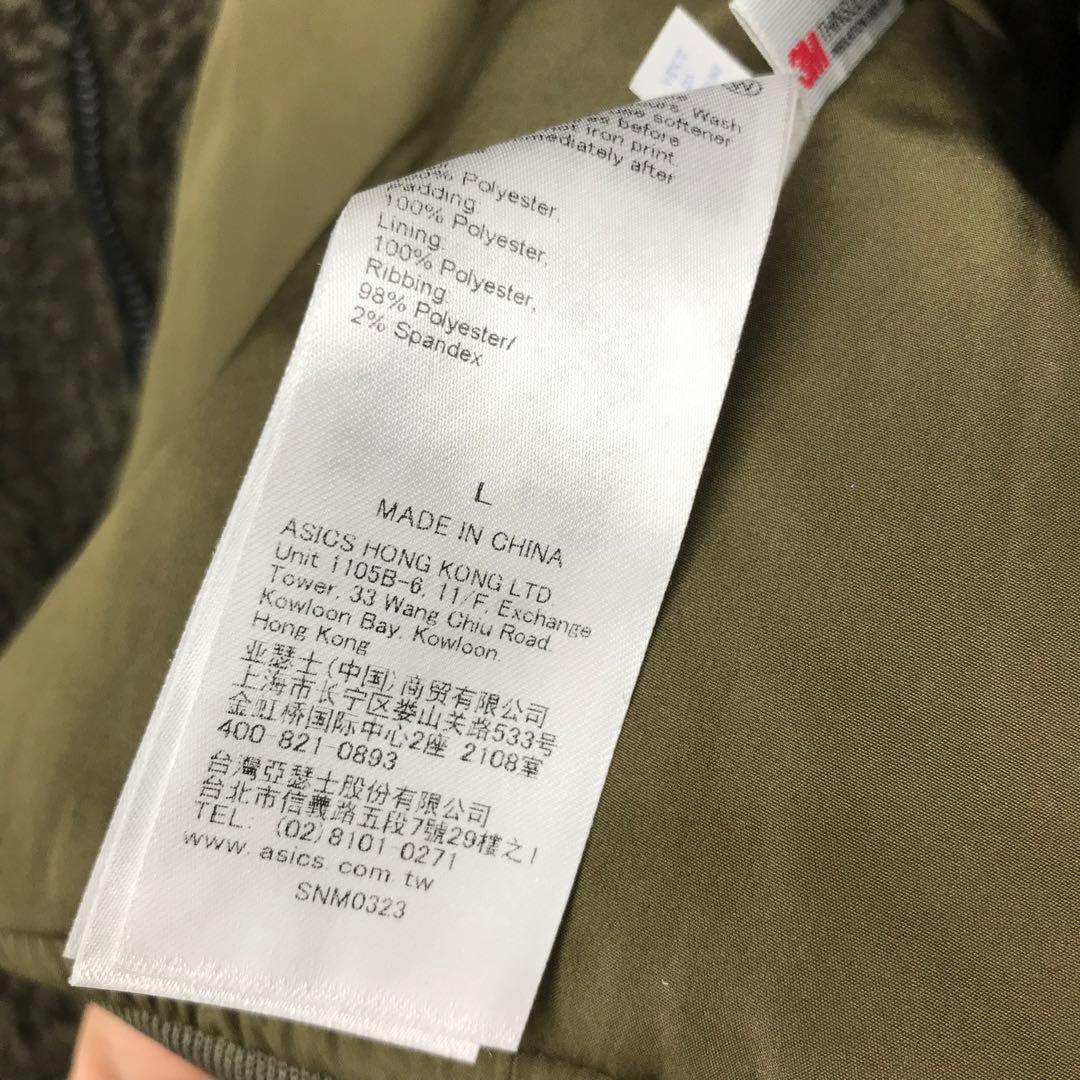 3M
Wash
softener
before
iron print.
after
Polyester,
100% Polyester,
Lining:
100% Polyester,
Ribbing:
98% Polyester/
2% Spandex
L
MADE IN CHINA
ASICS HONG KONG LTD.
Unit 1105B-6, 11/F, Exchange
Tower, 33 Wang Chiu Road,
Kowloon Bay, Kowloon,
Hong Kong
亚瑟士(中国)商贸有限公司
上海市长宁区娄山关路533号
金虹桥国际中心2座 2108室
400-821-0893
台灣亞瑟士股份有限公司
台北市信義路五段7號29樓之1
TEL: (02)8101-0271
www.asics.com.tw
SNM0323